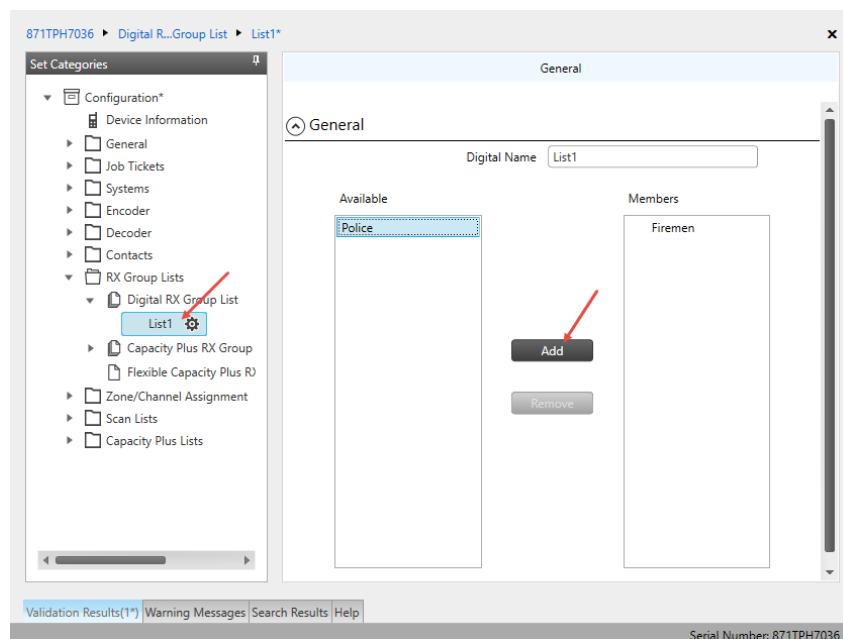 871TPH7036 Digital R...Group List List1*
Set Categories
Configuration*
Device Information
General
Job Tickets
Systems
Encoder
Decoder
Contacts
RX Group Lists
Digital RX Group List
List1
Capacity Plus RX Group
Flexible Capacity Plus RX
Zone/Channel Assignment
Scan Lists
Capacity Plus Lists
General
General
Digital Name List1
Available
Police
Members
Firemen
Add
Remove
Validation Results(1*) Warning Messages Search Results Help
Serial Number: 871TPH7036